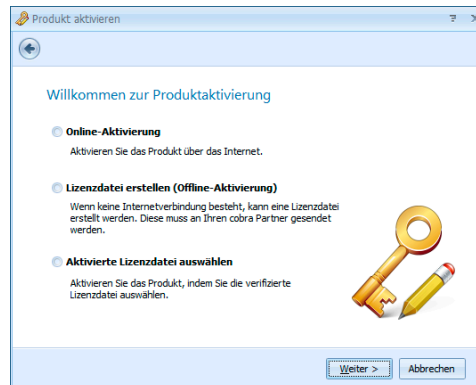 Produkt aktivieren
Willkommen zur Produktaktivierung
Online-Aktivierung
Aktivieren Sie das Produkt über das Internet.
Lizenzdatei erstellen (Offline-Aktivierung)
Wenn keine Internetverbindung besteht, kann eine Lizenzdatei
erstellt werden. Diese muss an Ihren cobra Partner gesendet
werden.
Aktivierte Lizenzdatei auswählen
Aktivieren Sie das Produkt, indem Sie die verifizierte
Lizenzdatei auswählen.
Weiter >
Abbrechen